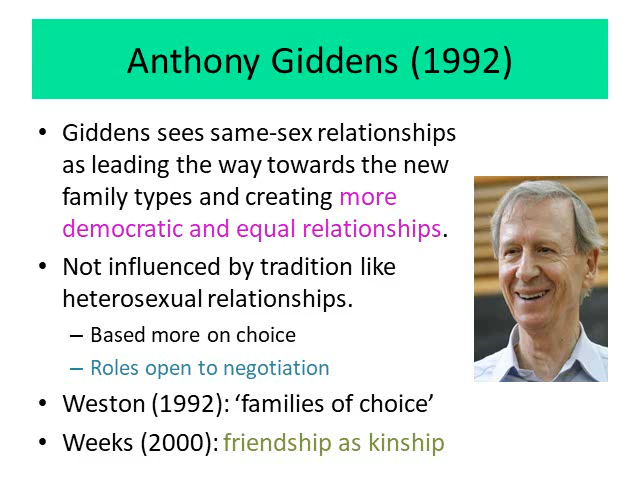 Anthony Giddens (1992)
• Giddens sees same-sex relationships
as leading the way towards the new
family types and creating more
democratic and equal relationships.
• Not influenced by tradition like
heterosexual relationships.
– Based more on choice
– Roles open to negotiation
• Weston (1992): ‘families of choice’
• Weeks (2000): friendship as kinship